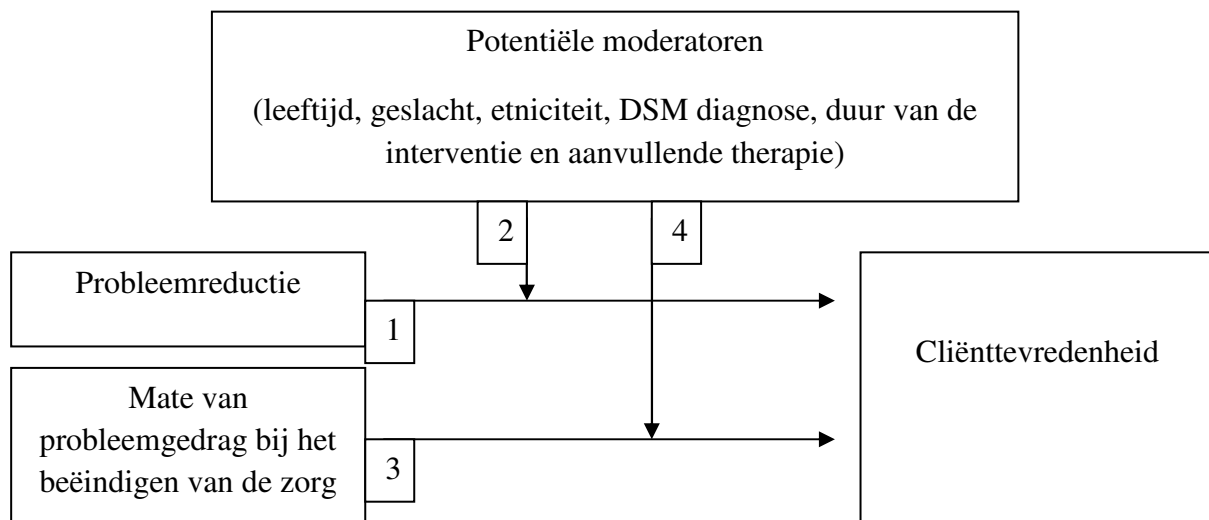 Potentiële moderatoren
(leeftijd, geslacht, etniciteit, DSM diagnose, duur van de
interventie en aanvullende therapie)
2
4
Probleemreductie
1
Mate van
probleemgedrag bij het
beëindigen van de zorg
3
Cliënttevredenheid